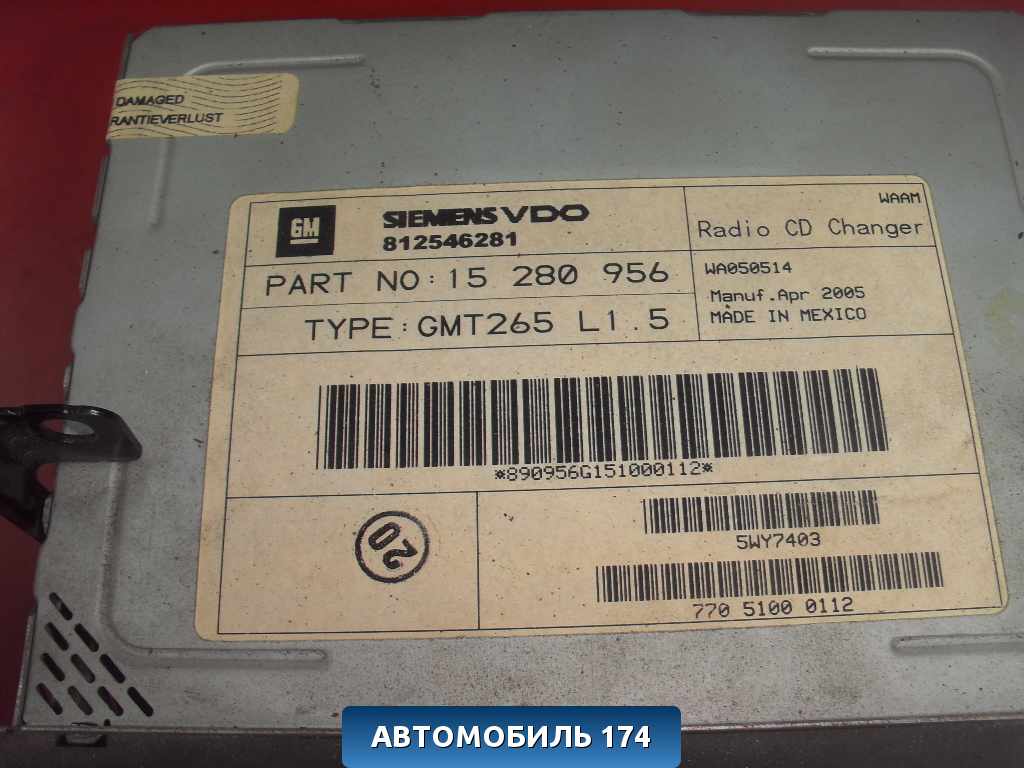 DAMAGED
RANTIEVERLUST
GM
SIEMENS VDO
812546281
WAAM
Radio CD Changer
PART NO: 15 280 956
TYPE: GMT265 L1.5
WA050514
Manuf.Apr 2005
MADE IN MEXICO
*890956G151000112*
20
5WY7403
770 5100 0112
АВТОМОБИЛЬ 174